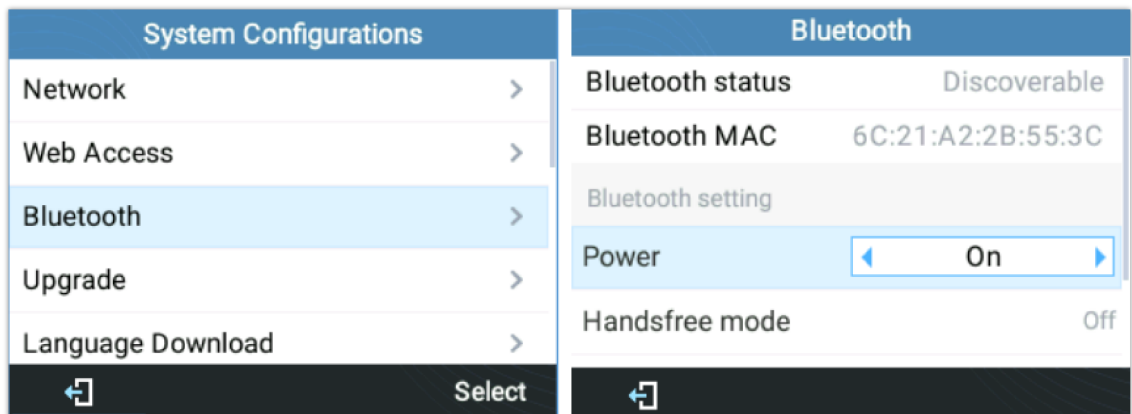 System Configurations
Network
Web Access
Bluetooth
Upgrade
Language Download
Select
Bluetooth
Bluetooth status Discoverable
Bluetooth MAC 6C:21:A2:2B:55:3C
Bluetooth setting
Power On
Handsfree mode Off